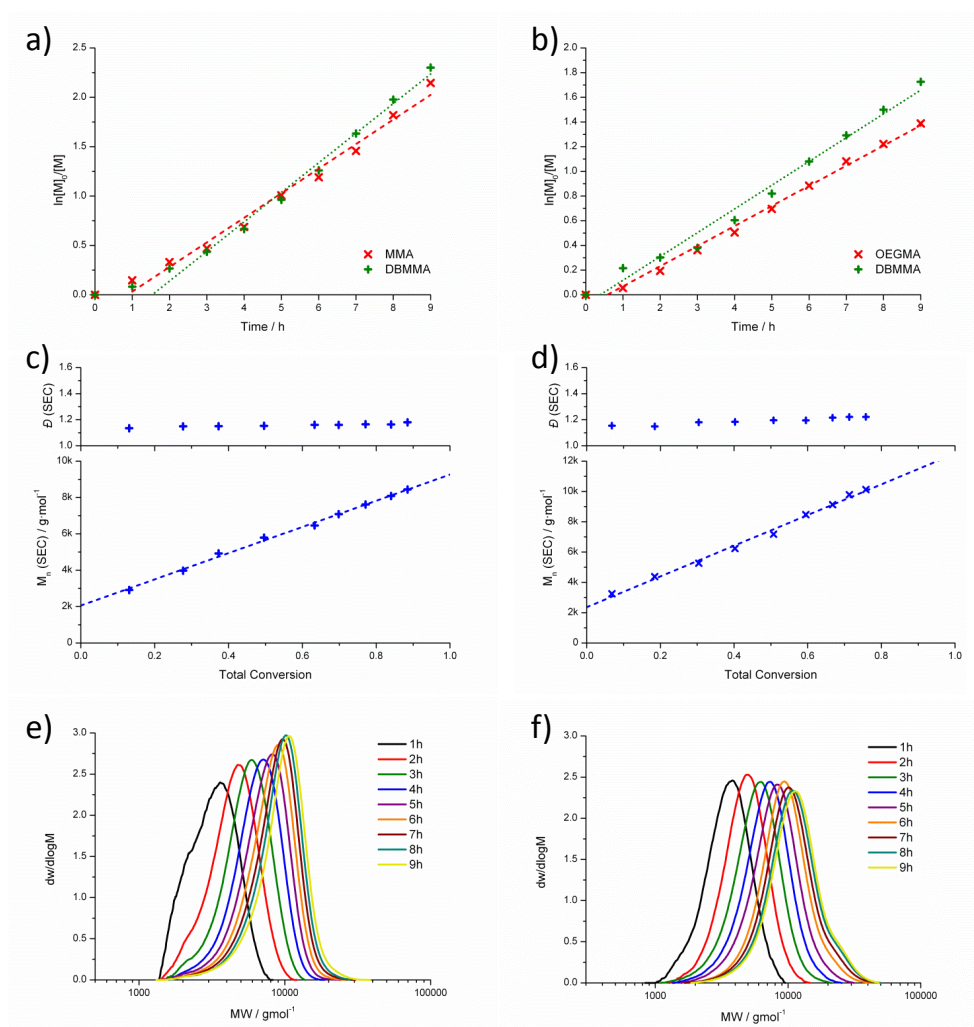 a)
2.5
2.0
1.5
1.0
0.5
0.0
ln[M]₀/[M]
0 1 2 3 4 5 6 7 8 9
Time / h
MMA
DBMMA
b)
2.0
1.8
1.6
1.4
1.2
1.0
0.8
0.6
0.4
0.2
0.0
ln[M]₀/[M]
0 1 2 3 4 5 6 7 8 9
Time / h
OEGMA
DBMMA
c)
1.6
1.4
1.2
1.0
Đ (SEC)
10k
8k
6k
4k
2k
0
Mₙ (SEC) / g·mol⁻¹
0.0 0.2 0.4 0.6 0.8 1.0
Total Conversion
d)
1.6
1.4
1.2
1.0
Đ (SEC)
12k
10k
8k
6k
4k
2k
0
Mₙ (SEC) / g·mol⁻¹
0.0 0.2 0.4 0.6 0.8 1.0
Total Conversion
e)
3.0
2.5
2.0
1.5
1.0
0.5
0.0
dw/dlogM
1000 10000 100000
MW / gmol⁻¹
1h
2h
3h
4h
5h
6h
7h
8h
9h
f)
3.0
2.5
2.0
1.5
1.0
0.5
0.0
dw/dlogM
1000 10000 100000
MW / gmol⁻¹
1h
2h
3h
4h
5h
6h
7h
8h
9h